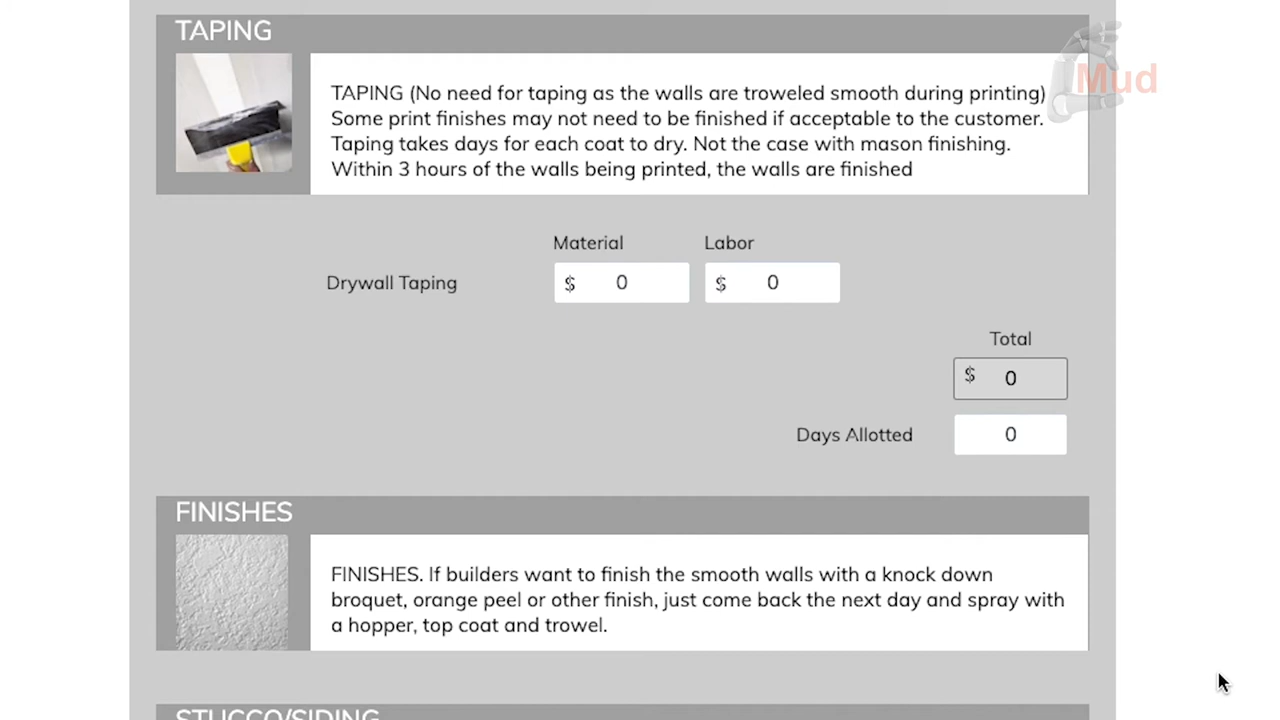 TAPING
Mud
TAPING (No need for taping as the walls are troweled smooth during printing)
Some print finishes may not need to be finished if acceptable to the customer.
Taping takes days for each coat to dry. Not the case with mason finishing.
Within 3 hours of the walls being printed, the walls are finished
Material Labor
Drywall Taping $ 0 $ 0
Total
$ 0
Days Allotted 0
FINISHES
FINISHES. If builders want to finish the smooth walls with a knock down
broquet, orange peel or other finish, just come back the next day and spray with
a hopper, top coat and trowel.
STUCCO/SIDING